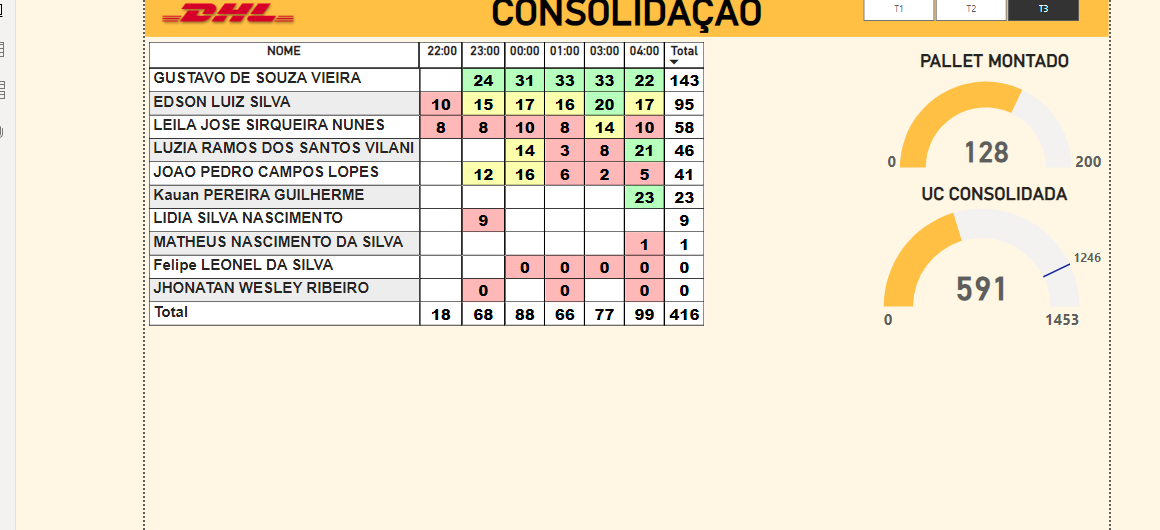 DHL
CONSOLIDAÇÃO
T1 T2 T3
NOME 22:00 23:00 00:00 01:00 03:00 04:00 Total
GUSTAVO DE SOUZA VIEIRA 24 31 33 33 22 143
EDSON LUIZ SILVA 10 15 17 16 20 17 95
LEILA JOSE SIRQUEIRA NUNES 8 8 10 8 14 10 58
LUZIA RAMOS DOS SANTOS VILANI 14 3 8 21 46
JOAO PEDRO CAMPOS LOPES 12 16 6 2 5 41
Kauan PEREIRA GUILHERME 23 23
LIDIA SILVA NASCIMENTO 9 9
MATHEUS NASCIMENTO DA SILVA 1 1
Felipe LEONEL DA SILVA 0 0 0 0 0
JHONATAN WESLEY RIBEIRO 0 0 0 0
Total 18 68 88 66 77 99 416
PALLET MONTADO
128
0 200
UC CONSOLIDADA
1246
591
0 1453